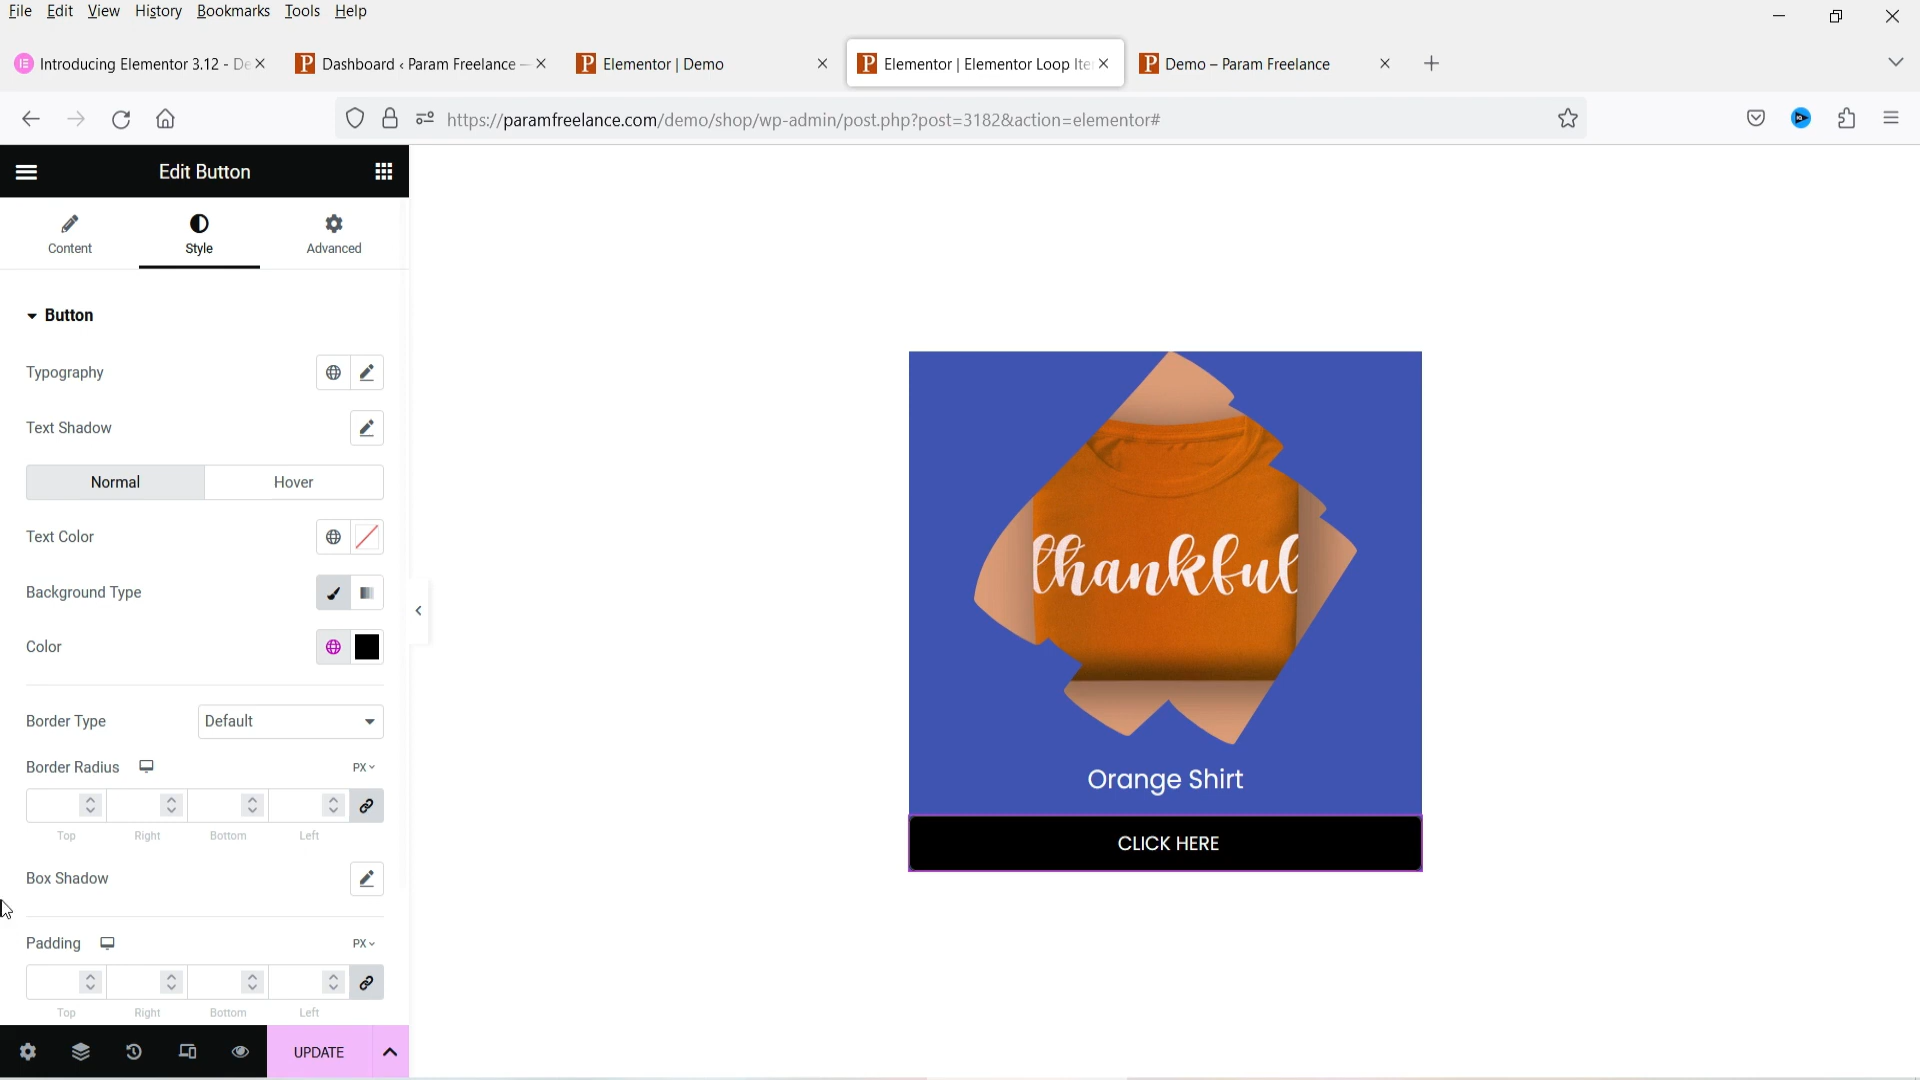 File Edit View History Bookmarks Tools Help
Introducing Elementor 3.12 - De
Dashboard ‹ Param Freelance —
Elementor | Demo
Elementor | Elementor Loop Ite
Demo – Param Freelance
https://paramfreelance.com/demo/shop/wp-admin/post.php?post=3182&action=elementor#
Edit Button
Content
Style
Advanced
Button
Typography
Text Shadow
Normal
Hover
Text Color
Background Type
Color
Border Type
Default
Border Radius
PX
Top
Right
Bottom
Left
Box Shadow
Padding
PX
Top
Right
Bottom
Left
UPDATE
thankful
Orange Shirt
CLICK HERE